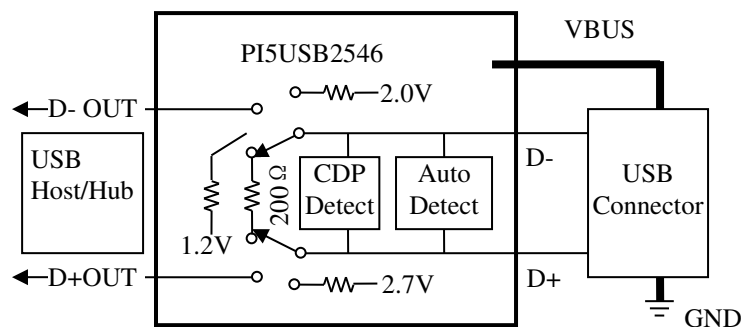 VBUS
PI5USB2546
2.0V
D- OUT
USB
Host/Hub
200Ω
CDP
Detect
Auto
Detect
D-
USB
Connector
1.2V
D+OUT
2.7V
D+
GND